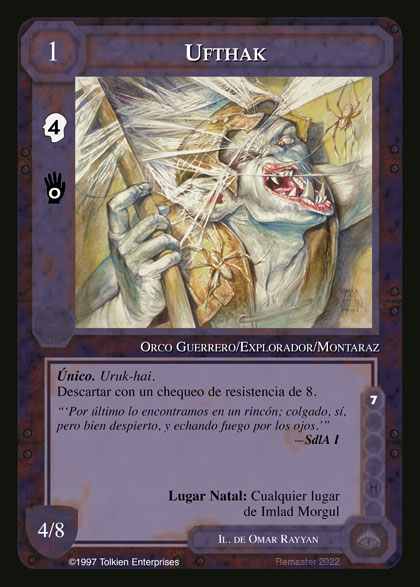 1
UFTHAK
4
ORCO GUERRERO/EXPLORADOR/MONTARAZ
Único. Uruk-hai.
Descartar con un chequeo de resistencia de 8.
“‘Por último lo encontramos en un rincón; colgado, sí,
pero bien despierto, y echando fuego por los ojos.’”
—SdlA I
7
H
Lugar Natal: Cualquier lugar
de Imlad Morgul
4/8
IL. DE OMAR RAYYAN
©1997 Tolkien Enterprises
Remaster 2022